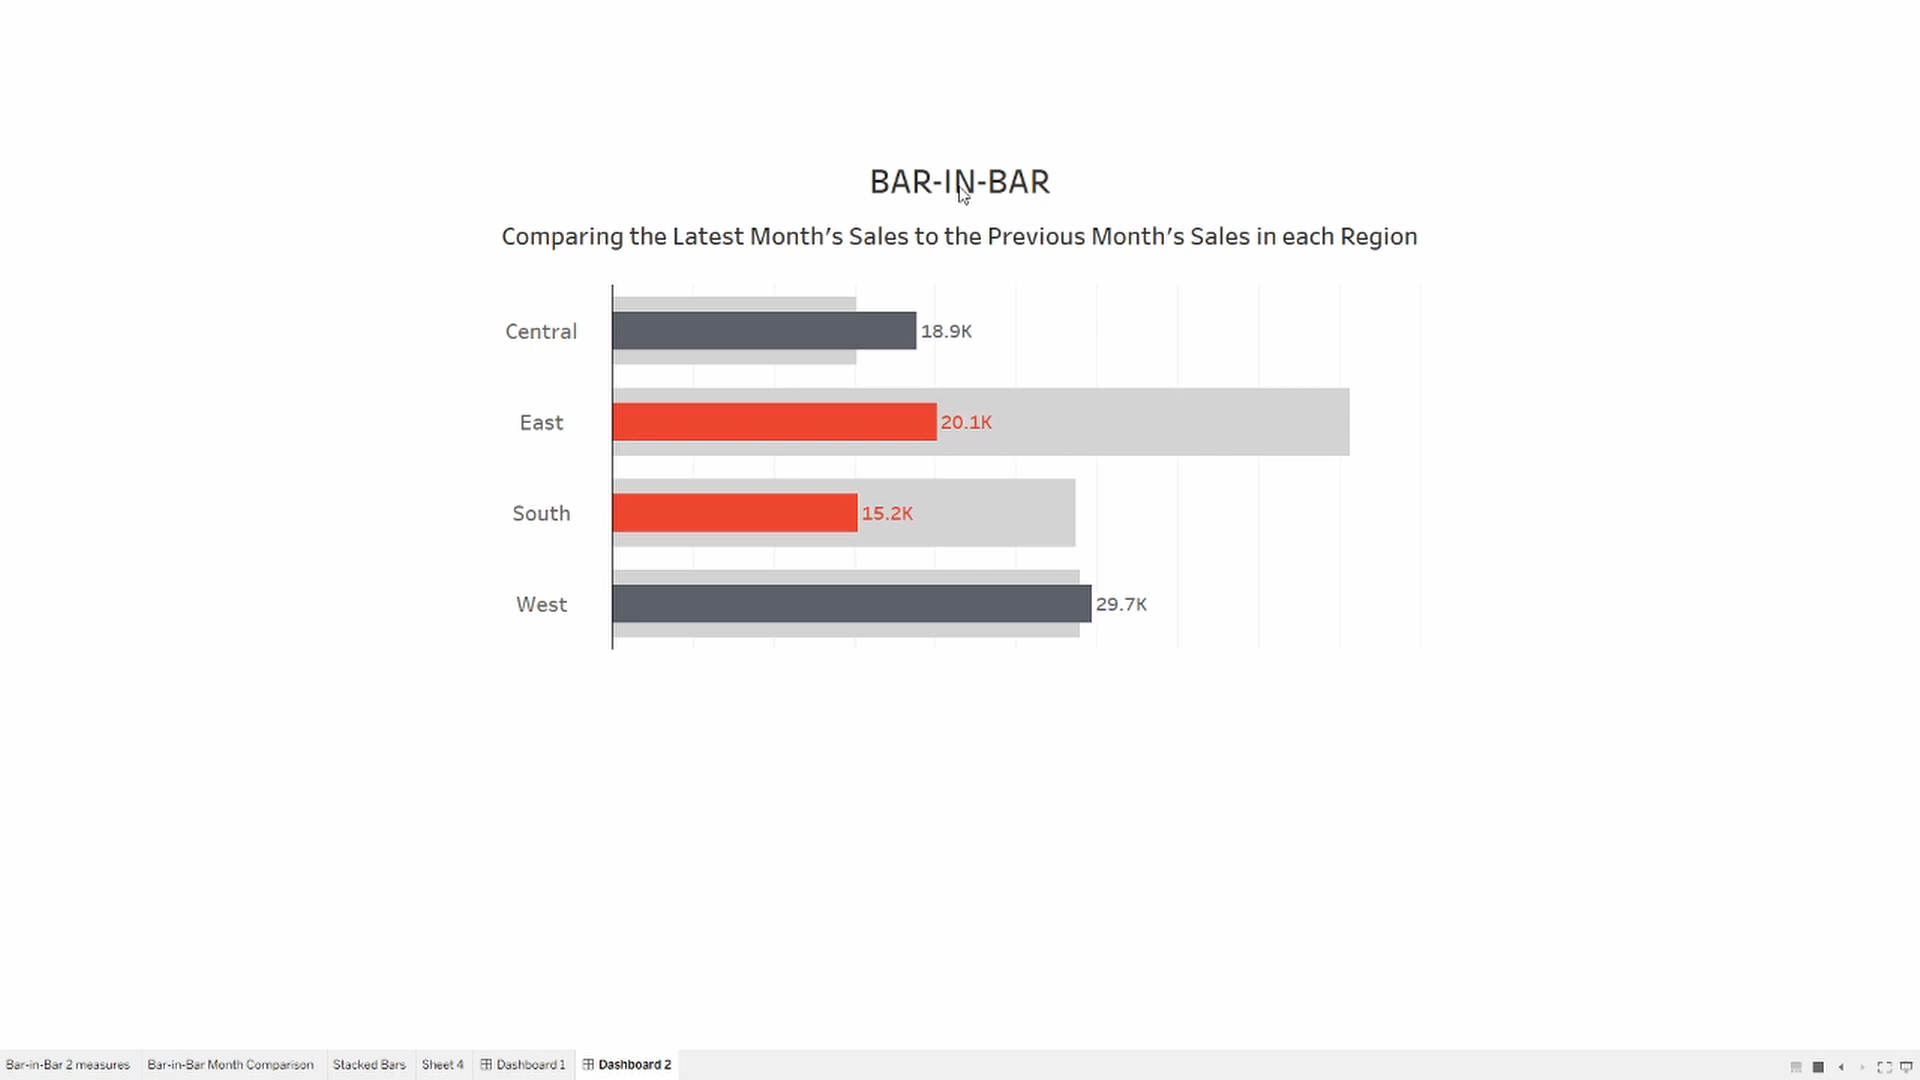 BAR-IN-BAR
Comparing the Latest Month's Sales to the Previous Month's Sales in each Region
Central 18.9K
East 20.1K
South 15.2K
West 29.7K
Bar-in-Bar 2 measures Bar-in-Bar Month Comparison Stacked Bars Sheet 4 Dashboard 1 Dashboard 2